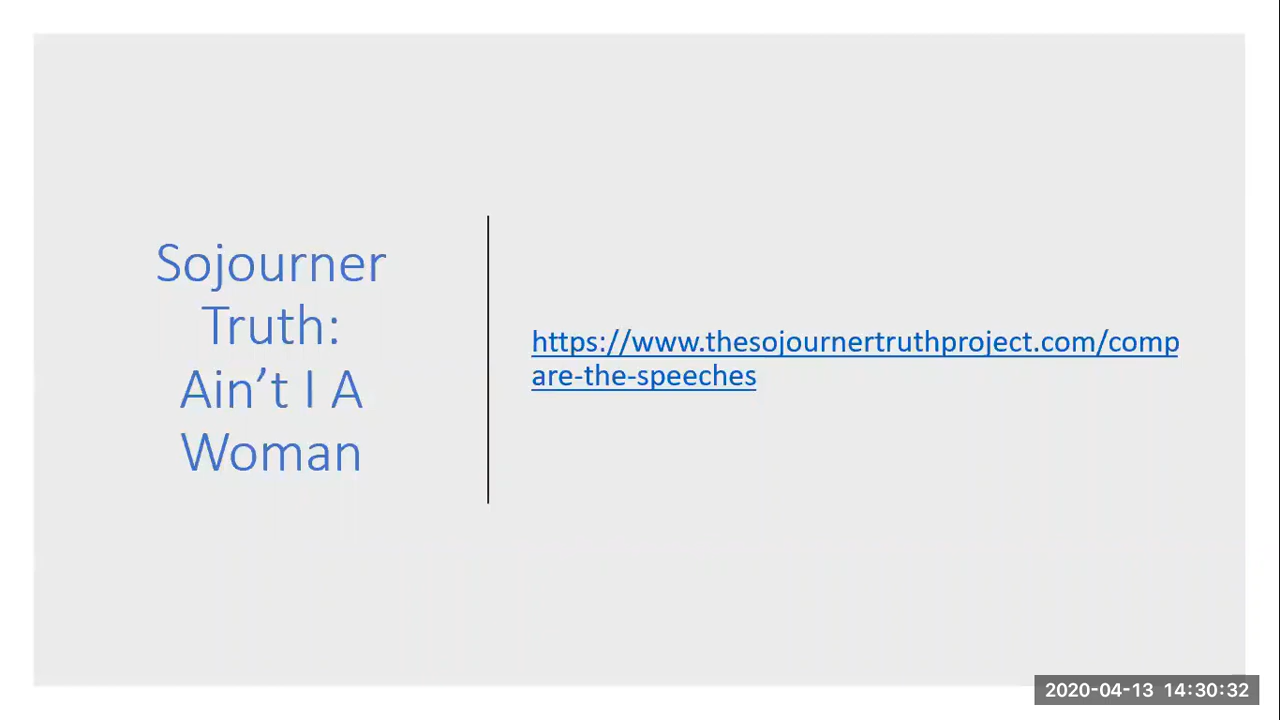 Sojourner
Truth:
Ain’t I A
Woman
https://www.thesojournertruthproject.com/comp
are-the-speeches
2020-04-13 14:30:32